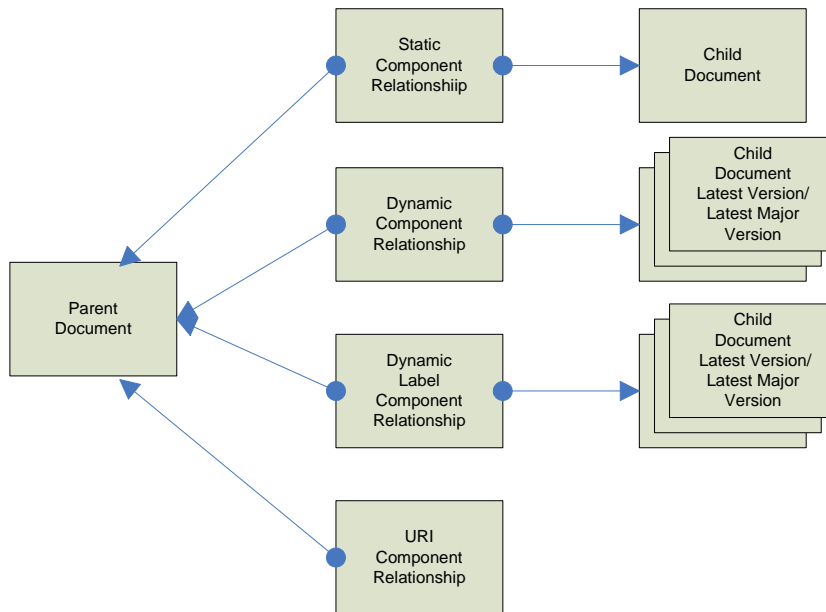 Static
Component
Relationshiip
Child
Document
Dynamic
Component
Relationship
Child
Document
Latest Version/
Latest Major
Version
Parent
Document
Dynamic
Label
Component
Relationship
Child
Document
Latest Version/
Latest Major
Version
URI
Component
Relationship